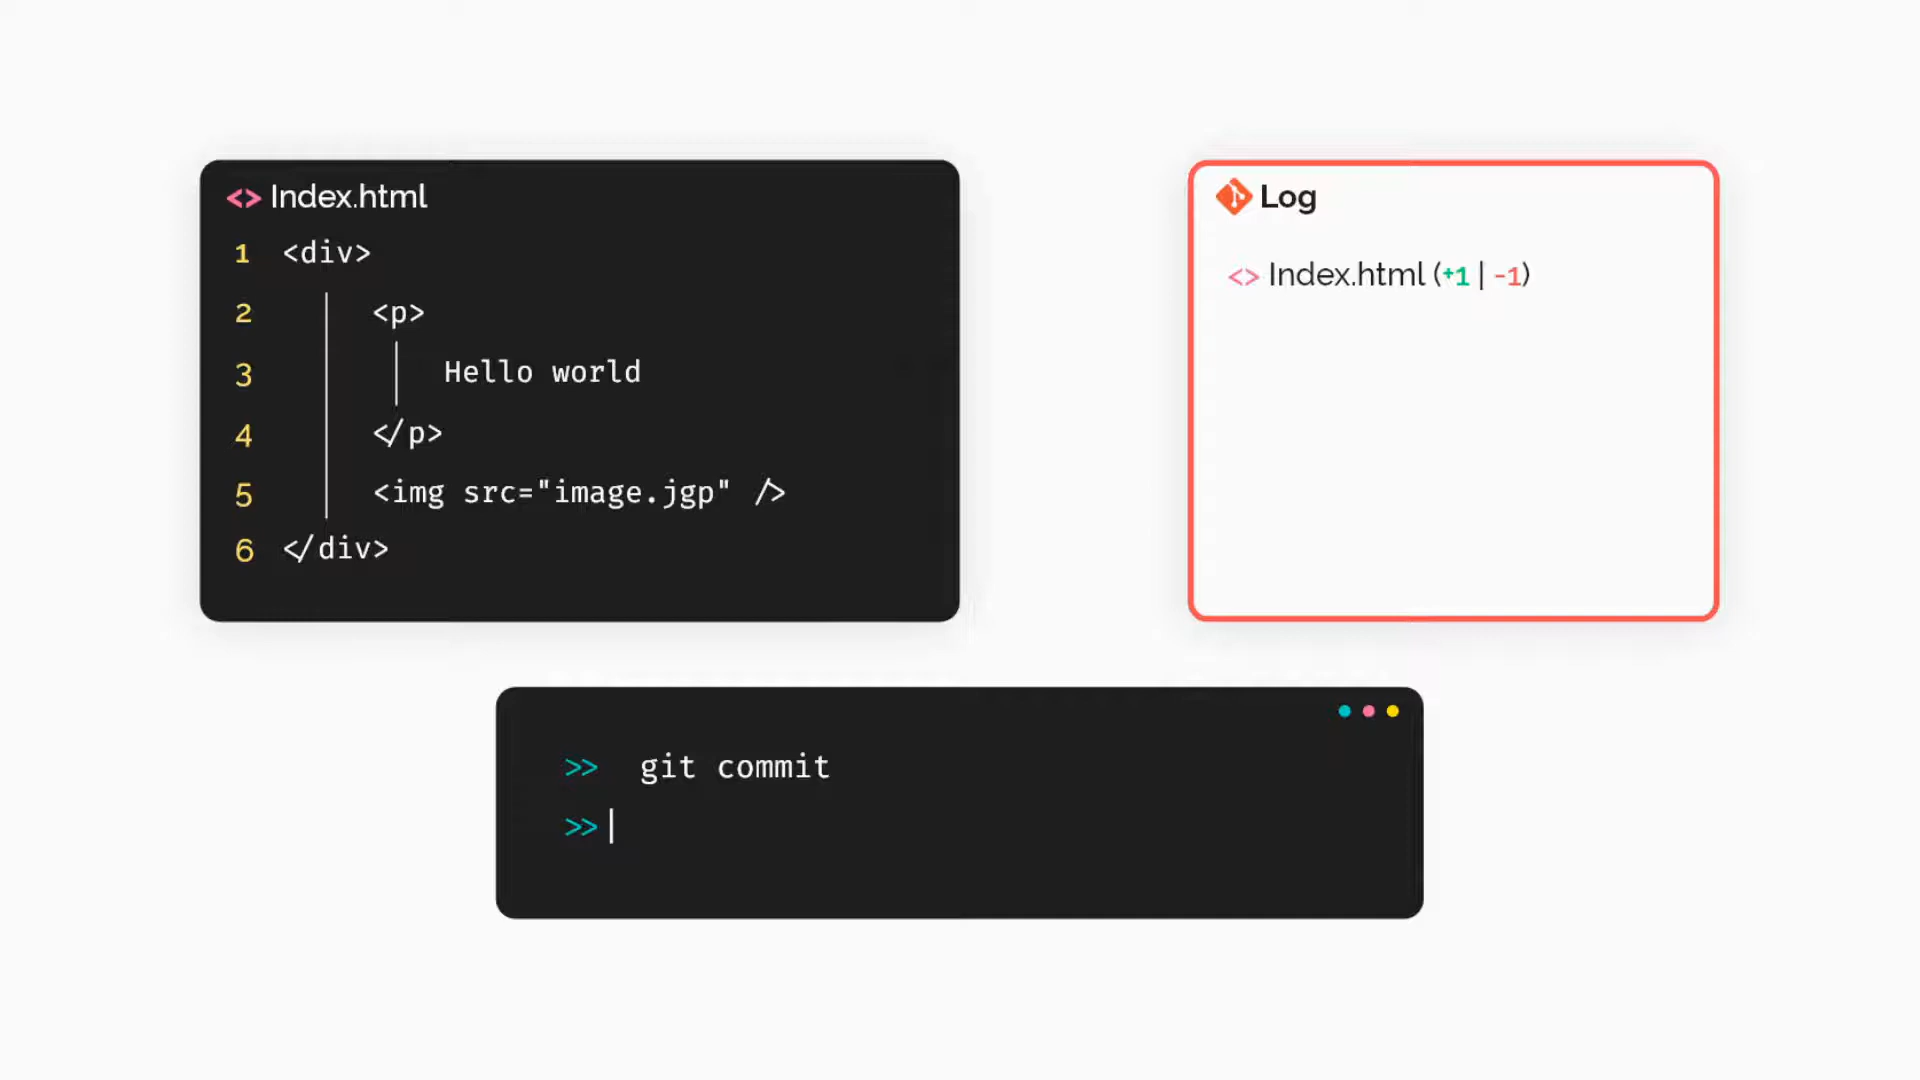 <> Index.html
1 <div>
2 <p>
3 Hello world
4 </p>
5 <img src="image.jgp" />
6 </div>
Log
<> Index.html (+1 | -1)
>> git commit
>>